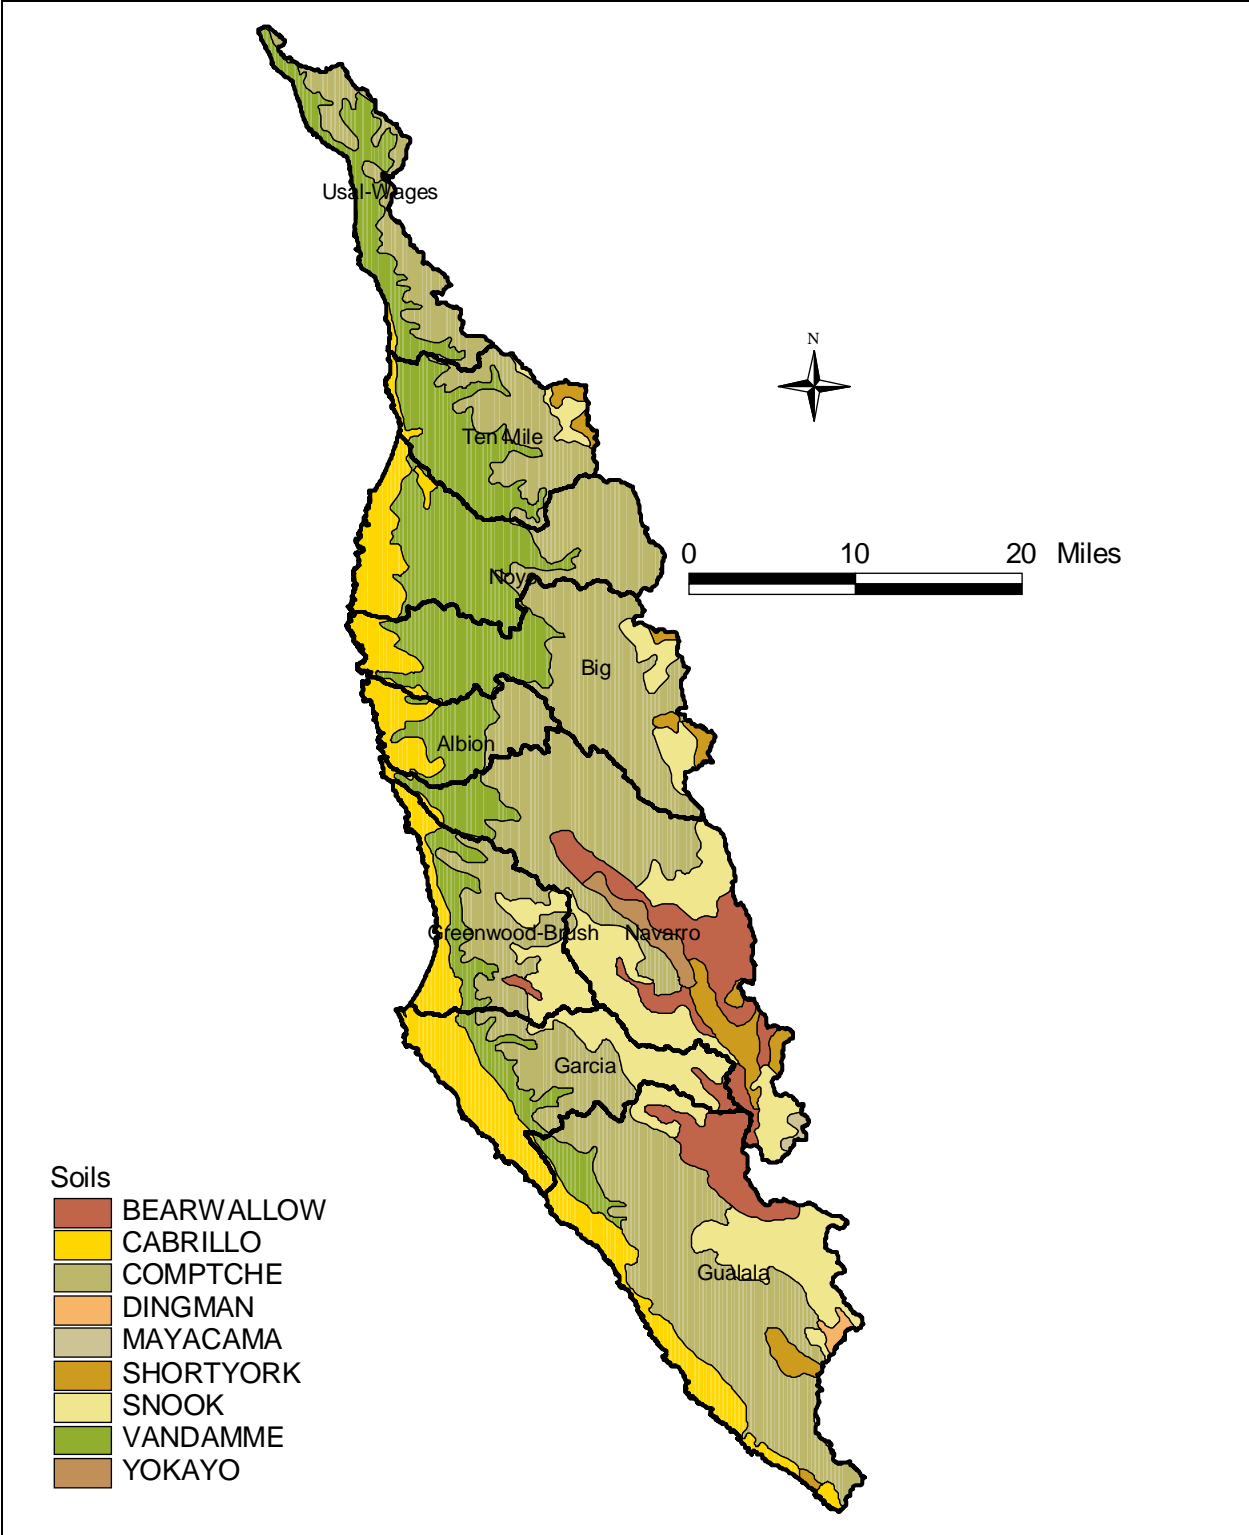 Usal-Wages
N
Ten Mile
0 10 20 Miles
Noyo
Big
Albion
Greenwood-Brush
Navarro
Garcia
Gualala
Soils
BEARWALLOW
CABRILLO
COMPTCHE
DINGMAN
MAYACAMA
SHORTYORK
SNOOK
VANDAMME
YOKAYO